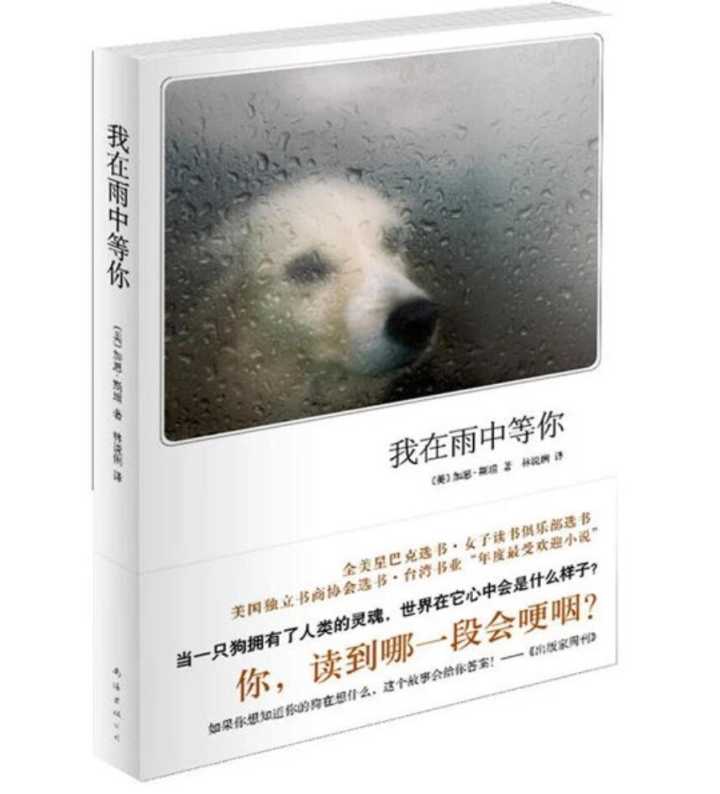 我在雨中等你
〔美〕加思·斯坦 著
林说俐 译
南海出版公司
我在雨中等你
〔美〕加思·斯坦 著 林说俐 译
全美星巴克选书·女子读书俱乐部选书
美国独立书商协会选书·台湾书业“年度最受欢迎小说”
当一只狗拥有了人类的灵魂，世界在它心中会是什么样子？
你，读到哪一段会哽咽？
如果你想知道你的狗在想什么，这个故事会给你答案！——《出版家周刊》